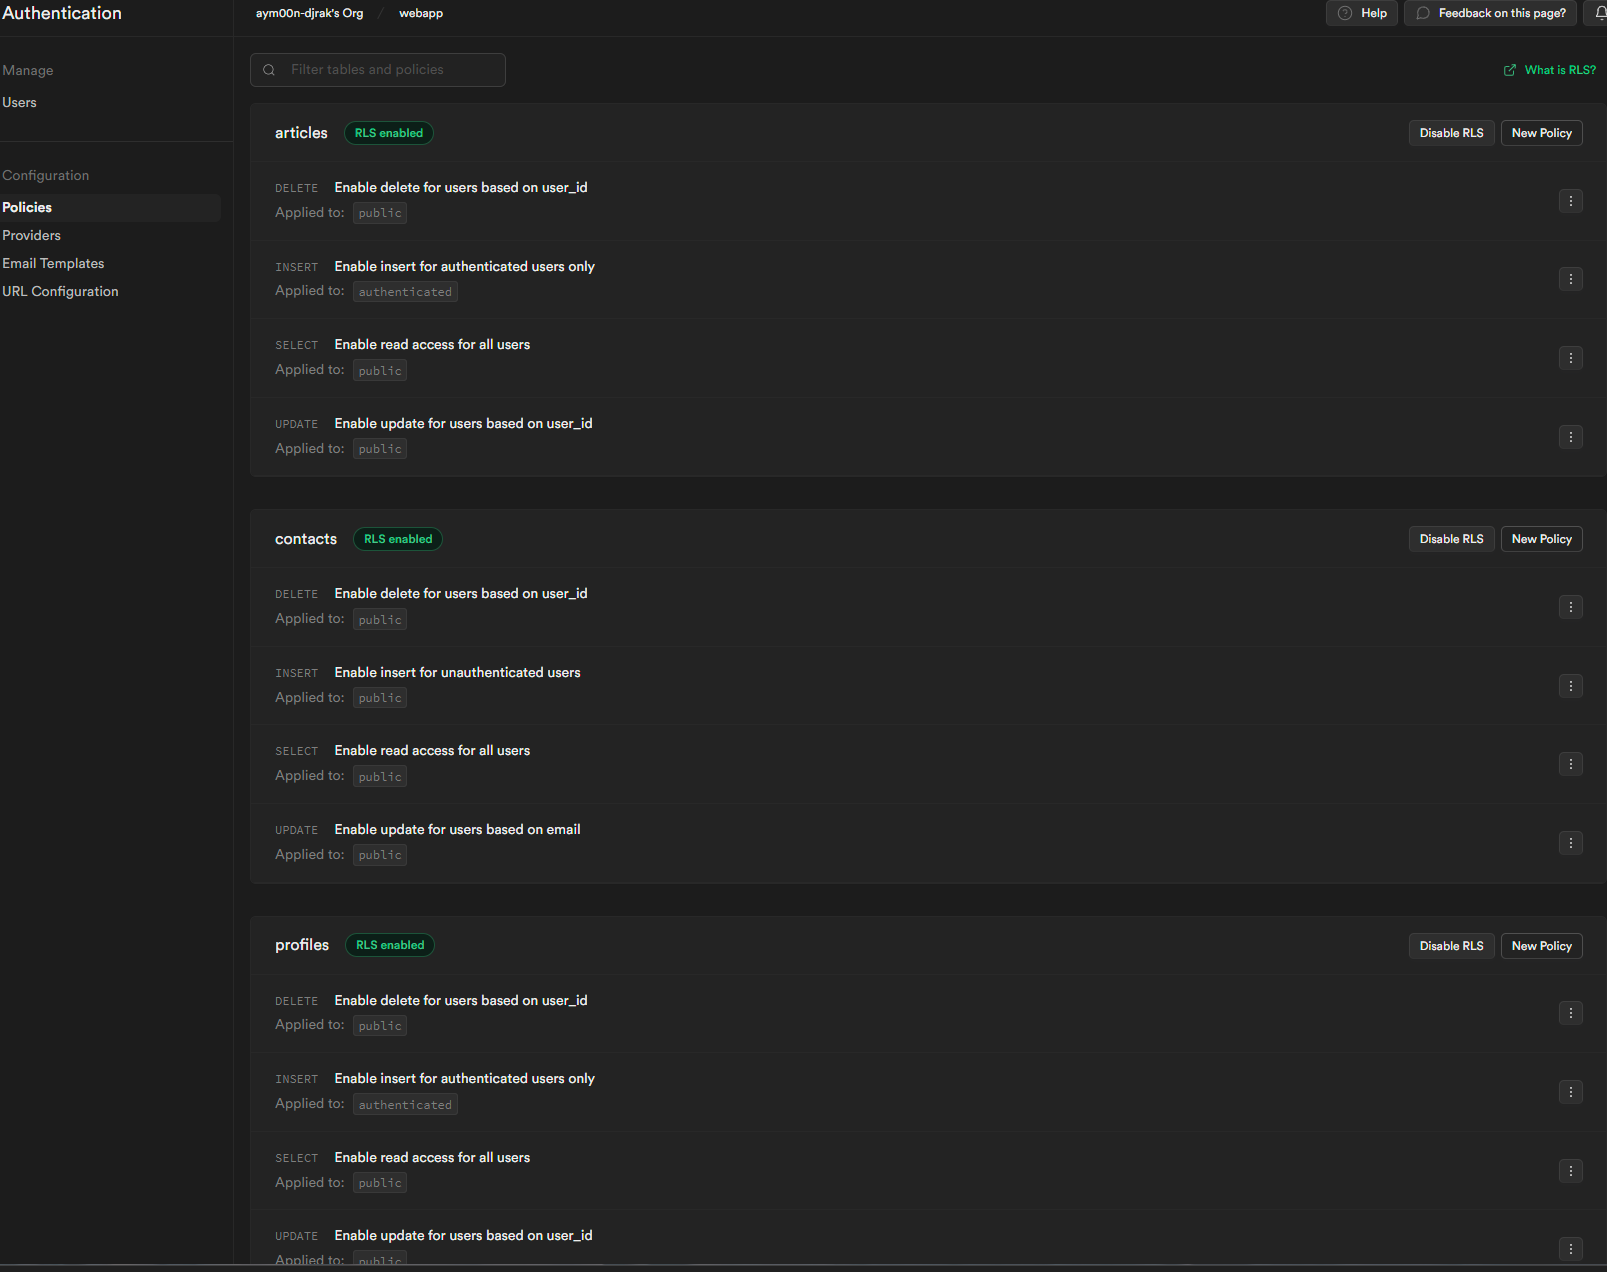 Authentication
aym00n-djrak's Org / webapp
Help
Feedback on this page?
Manage
Users
Configuration
Policies
Providers
Email Templates
URL Configuration
Filter tables and policies
What is RLS?
articles RLS enabled Disable RLS New Policy
DELETE Enable delete for users based on user_id
Applied to: public
INSERT Enable insert for authenticated users only
Applied to: authenticated
SELECT Enable read access for all users
Applied to: public
UPDATE Enable update for users based on user_id
Applied to: public
contacts RLS enabled Disable RLS New Policy
DELETE Enable delete for users based on user_id
Applied to: public
INSERT Enable insert for unauthenticated users
Applied to: public
SELECT Enable read access for all users
Applied to: public
UPDATE Enable update for users based on email
Applied to: public
profiles RLS enabled Disable RLS New Policy
DELETE Enable delete for users based on user_id
Applied to: public
INSERT Enable insert for authenticated users only
Applied to: authenticated
SELECT Enable read access for all users
Applied to: public
UPDATE Enable update for users based on user_id
Applied to: public